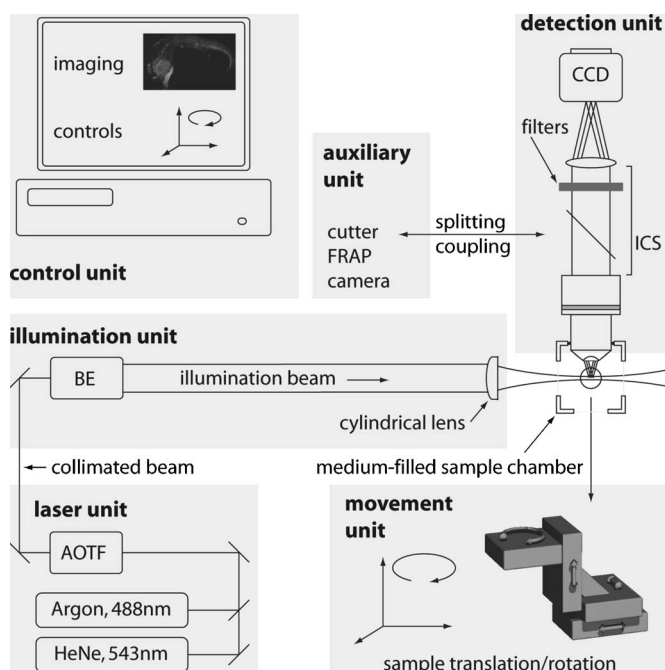 detection unit
CCD
filters
ICS
imaging
controls
control unit
auxiliary
unit
cutter
FRAP
camera
splitting
coupling
illumination unit
BE
illumination beam
cylindrical lens
collimated beam
medium-filled sample chamber
laser unit
AOTF
Argon, 488nm
HeNe, 543nm
movement
unit
sample translation/rotation